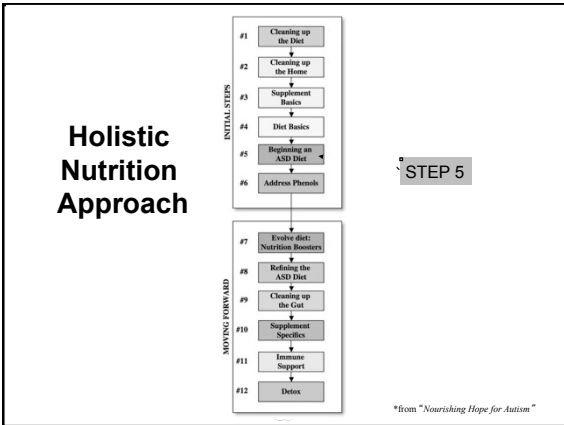 Holistic
Nutrition
Approach
INITIAL STEPS
#1
Cleaning up
the Diet
#2
Cleaning up
the Home
#3
Supplement
Basics
#4
Diet Basics
#5
Beginning an
ASD Diet
#6
Address Phenols
MOVING FORWARD
#7
Evolve diet:
Nutrition Boosters
#8
Refining the
ASD Diet
#9
Cleaning up
the Gut
#10
Supplement
Specifics
#11
Immune
Support
#12
Detox
` STEP 5
*from “Nourishing Hope for Autism”